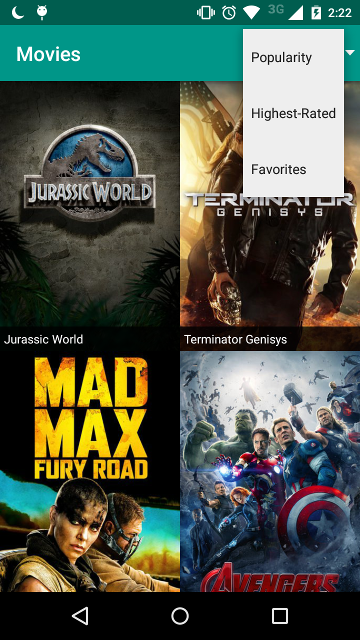 3G 2:22
Movies
Popularity
Highest-Rated
Favorites
JURASSIC WORLD
TERMINATOR
GENISYS
Jurassic World
Terminator Genisys
MAD
MAX
FURY ROAD
AVENGERS